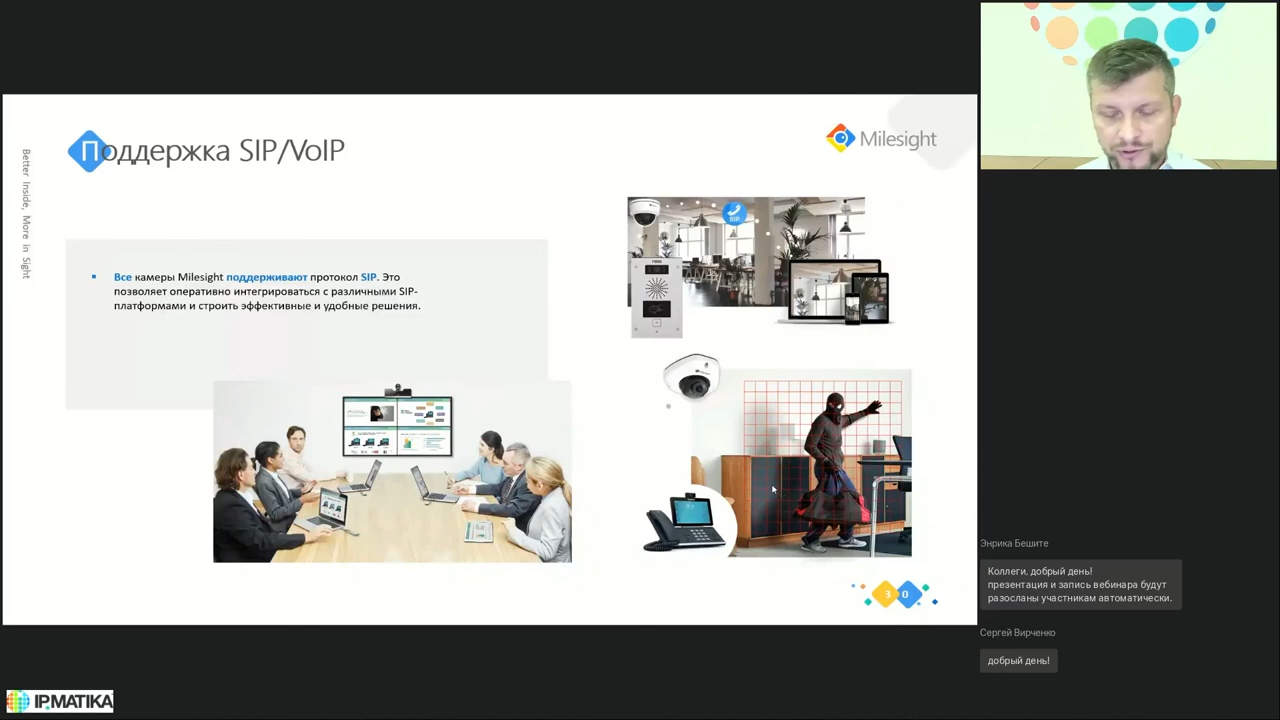 Поддержка SIP/VoIP
Milesight
Better Inside, More in Sight
SIP
Все камеры Milesight поддерживают протокол SIP. Это
позволяет оперативно интегрироваться с различными SIP-
платформами и строить эффективные и удобные решения.
30
Энрика Бешите
Коллеги, добрый день!
презентация и запись вебинара будут
разосланы участникам автоматически.
Сергей Вирченко
добрый день!
IPMATIKA